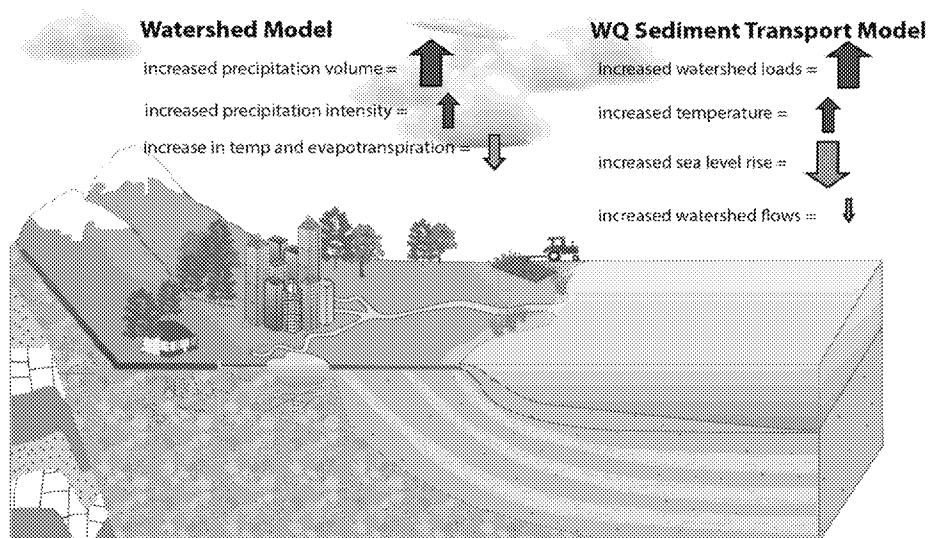 Watershed Model
increased precipitation volume =
increased precipitation intensity =
increase in temp and evapotranspiration =
WQ Sediment Transport Model
increased watershed loads =
increased temperature =
increased sea level rise =
increased watershed flows =